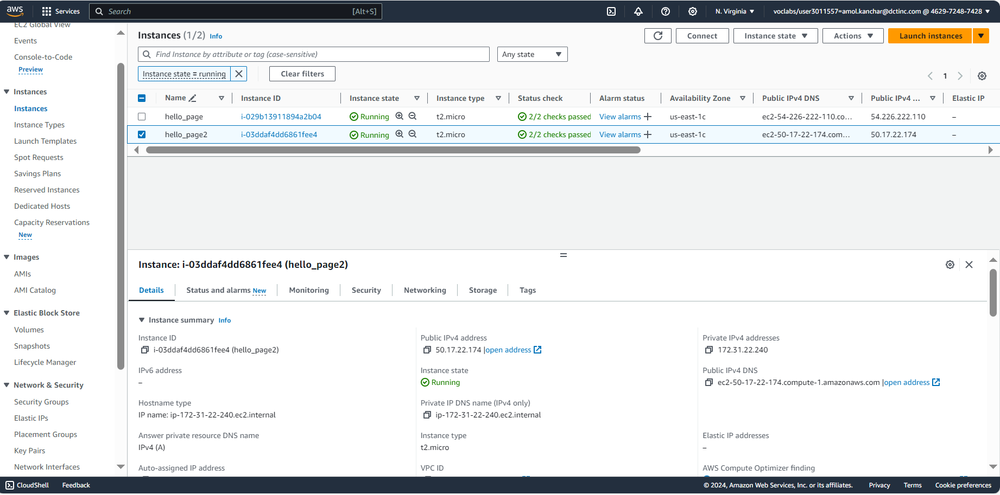 aws Services Search [Alt+S] N. Virginia voclabs/user3011557=amol.kanchar@dctinc.com @ 4629-7248-7428
EC2 Global View
Events
Console-to-Code
Preview
Instances
Instances
Instance Types
Launch Templates
Spot Requests
Savings Plans
Reserved Instances
Dedicated Hosts
Capacity Reservations
New
Images
AMIs
AMI Catalog
Elastic Block Store
Volumes
Snapshots
Lifecycle Manager
Network & Security
Security Groups
Elastic IPs
Placement Groups
Key Pairs
Network Interfaces
Instances (1/2) Info Connect Instance state Actions Launch instances
Find Instance by attribute or tag (case-sensitive) Any state
Instance state = running Clear filters 1
Name Instance ID Instance state Instance type Status check Alarm status Availability Zone Public IPv4 DNS Public IPv4 ... Elastic IP
hello_page i-029b13911894a2b04 Running t2.micro 2/2 checks passed View alarms us-east-1c ec2-54-226-222-110.co... 54.226.222.110 –
hello_page2 i-03ddaf4dd6861fee4 Running t2.micro 2/2 checks passed View alarms us-east-1c ec2-50-17-22-174.com... 50.17.22.174 –
Instance: i-03ddaf4dd6861fee4 (hello_page2)
Details Status and alarms New Monitoring Security Networking Storage Tags
Instance summary Info
Instance ID
i-03ddaf4dd6861fee4 (hello_page2)
Public IPv4 address
50.17.22.174 |open address
Private IPv4 addresses
172.31.22.240
IPv6 address
–
Instance state
Running
Public IPv4 DNS
ec2-50-17-22-174.compute-1.amazonaws.com |open address
Hostname type
IP name: ip-172-31-22-240.ec2.internal
Private IP DNS name (IPv4 only)
ip-172-31-22-240.ec2.internal
Answer private resource DNS name
IPv4 (A)
Instance type
t2.micro
Elastic IP addresses
–
Auto-assigned IP address
VPC ID
AWS Compute Optimizer finding
CloudShell Feedback © 2024, Amazon Web Services, Inc. or its affiliates. Privacy Terms Cookie preferences